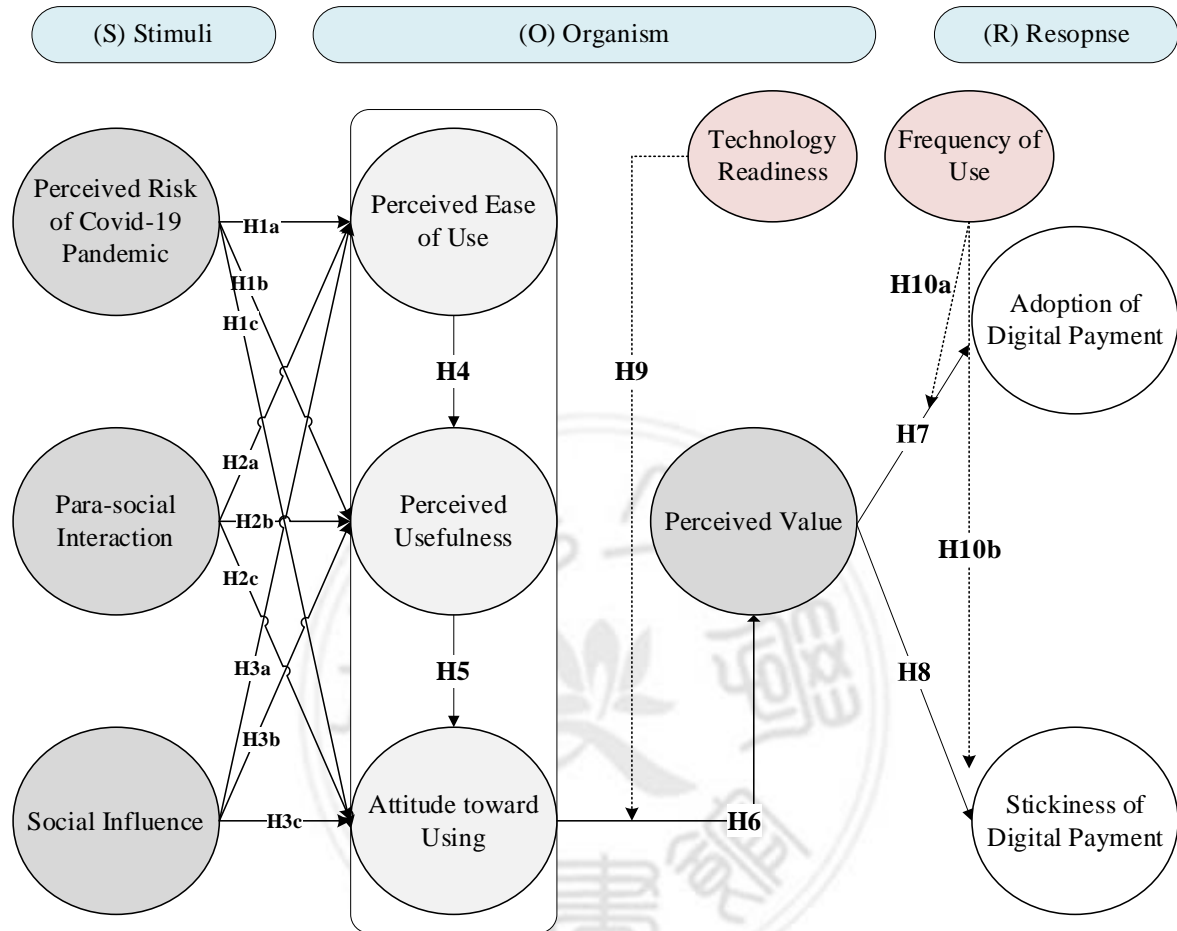 (S) Stimuli
(O) Organism
(R) Resopnse
Perceived Risk
of Covid-19
Pandemic
Perceived Ease
of Use
Technology
Readiness
Frequency of
Use
H1a
H1b
H1c
H10a
Adoption of
Digital Payment
H4
H9
H7
H2a
Para-social
Interaction
H2b
H2c
Perceived
Usefulness
Perceived Value
H10b
H3a
H5
H8
H3b
Social Influence
H3c
Attitude toward
Using
H6
Stickiness of
Digital Payment